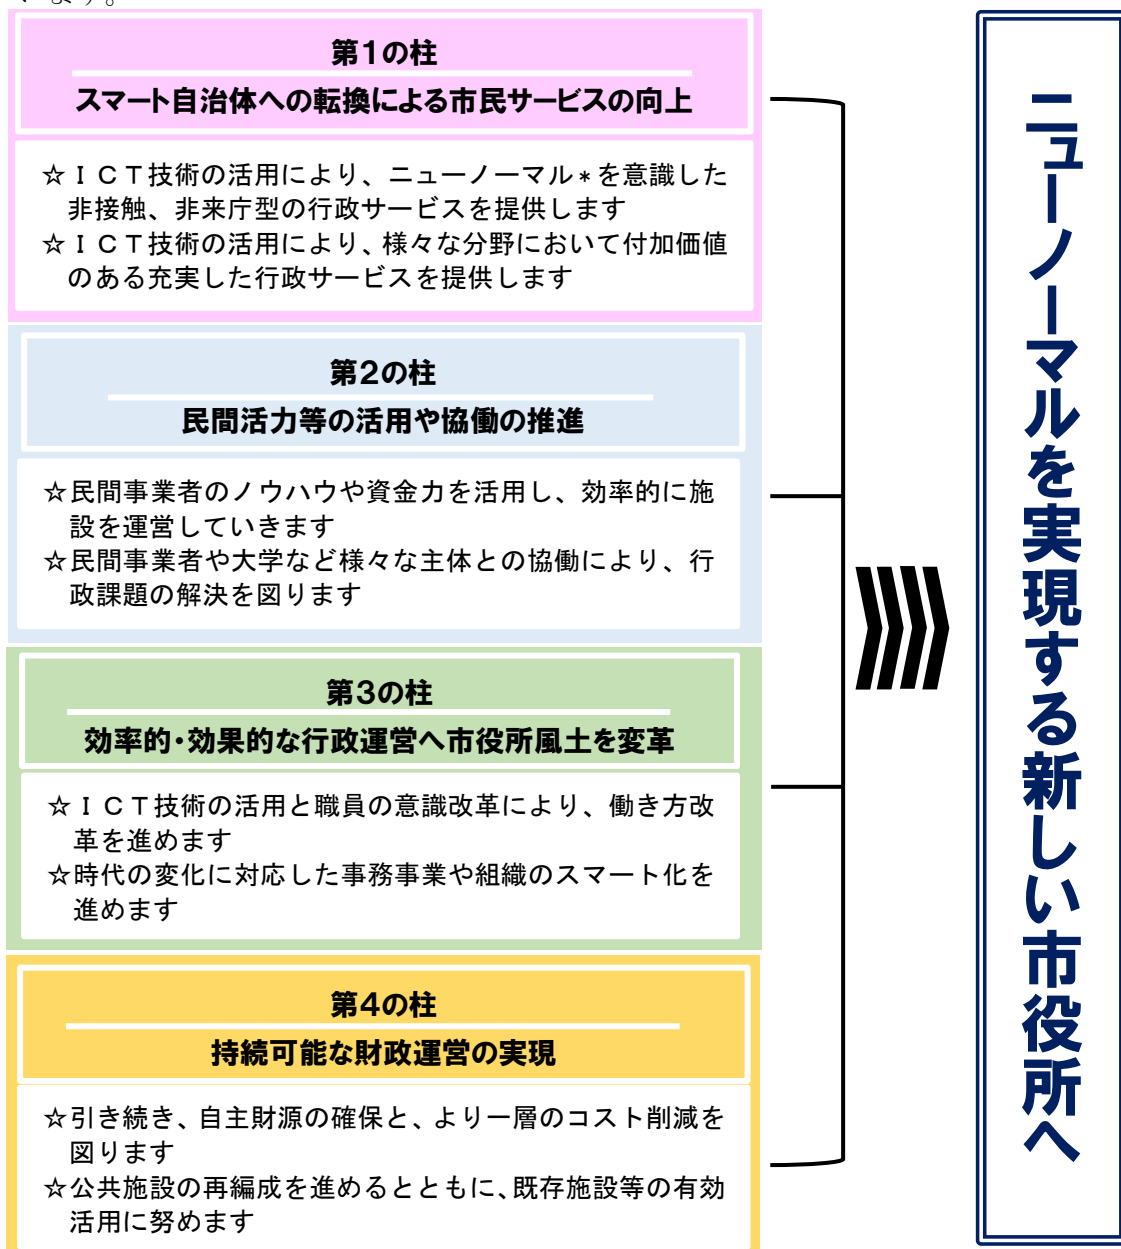 います。
第1の柱
スマート自治体への転換による市民サービスの向上
☆ＩＣＴ技術の活用により、ニューノーマル*を意識した
非接触、非来庁型の行政サービスを提供します
☆ＩＣＴ技術の活用により、様々な分野において付加価値
のある充実した行政サービスを提供します
第2の柱
民間活力等の活用や協働の推進
☆民間事業者のノウハウや資金力を活用し、効率的に施
設を運営していきます
☆民間事業者や大学など様々な主体との協働により、行
政課題の解決を図ります
第3の柱
効率的・効果的な行政運営へ市役所風土を変革
☆ＩＣＴ技術の活用と職員の意識改革により、働き方改
革を進めます
☆時代の変化に対応した事務事業や組織のスマート化を
進めます
第4の柱
持続可能な財政運営の実現
☆引き続き、自主財源の確保と、より一層のコスト削減を
図ります
☆公共施設の再編成を進めるとともに、既存施設等の有効
活用に努めます
ニューノーマルを実現する新しい市役所へ